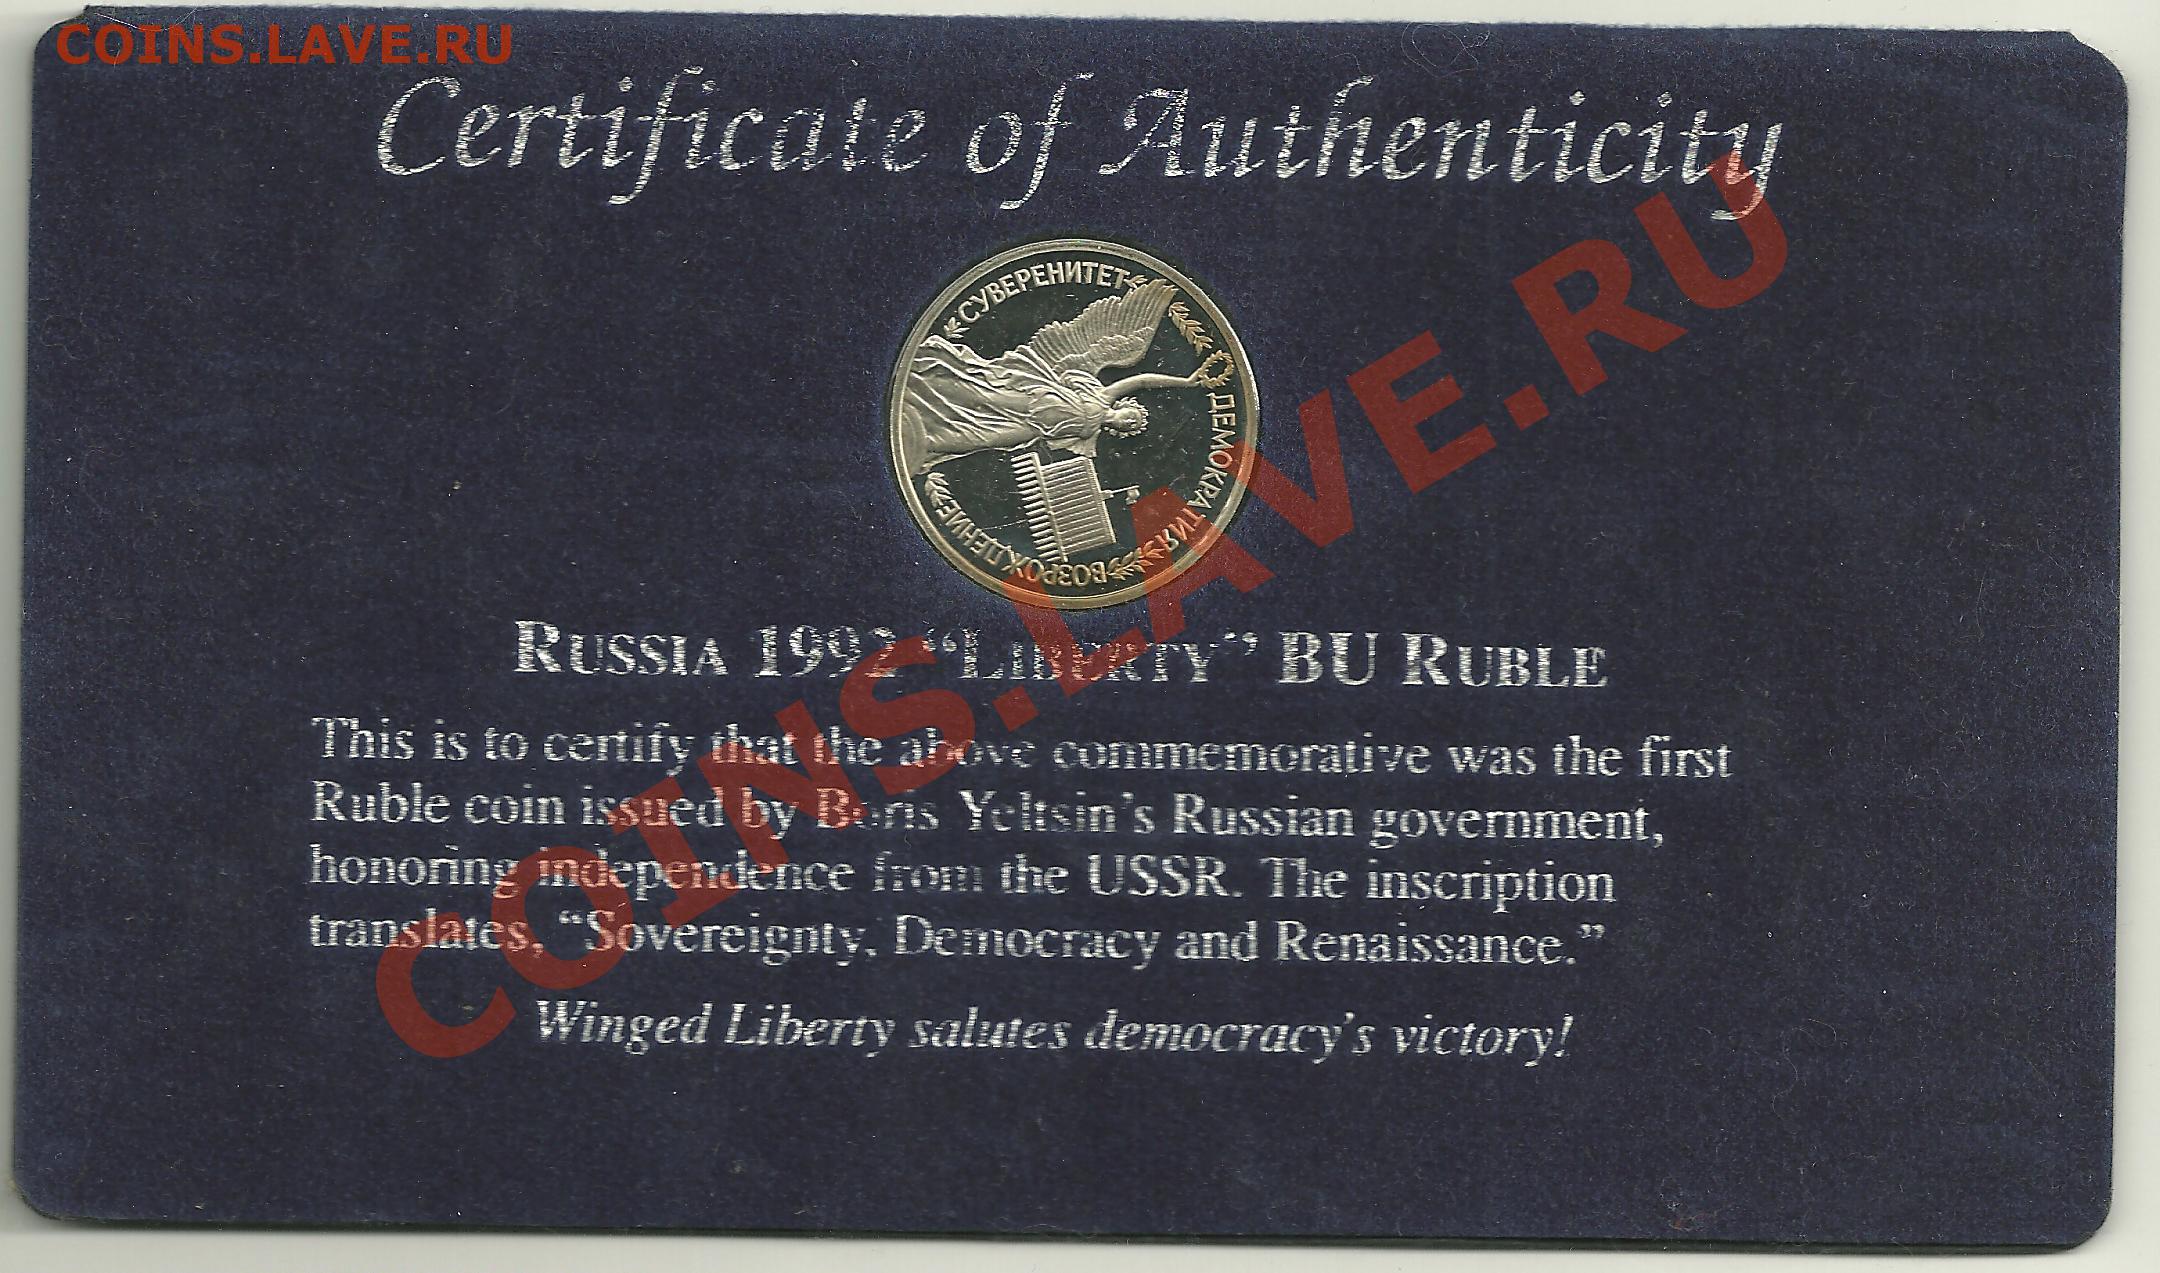 COINS.LAVE.RU
Certificate of Authenticity
СУВЕРЕНИТЕТ
ДЕМОКРАТИЯ
ВОЗРОЖДЕНИЕ
RUSSIA 1992 “LIBERTY” BU RUBLE
This is to certify that the above commemorative was the first
Ruble coin issued by Boris Yeltsin’s Russian government,
honoring independence from the USSR. The inscription
translates, “Sovereignty, Democracy and Renaissance.”
Winged Liberty salutes democracy’s victory!
COINS.LAVE.RU